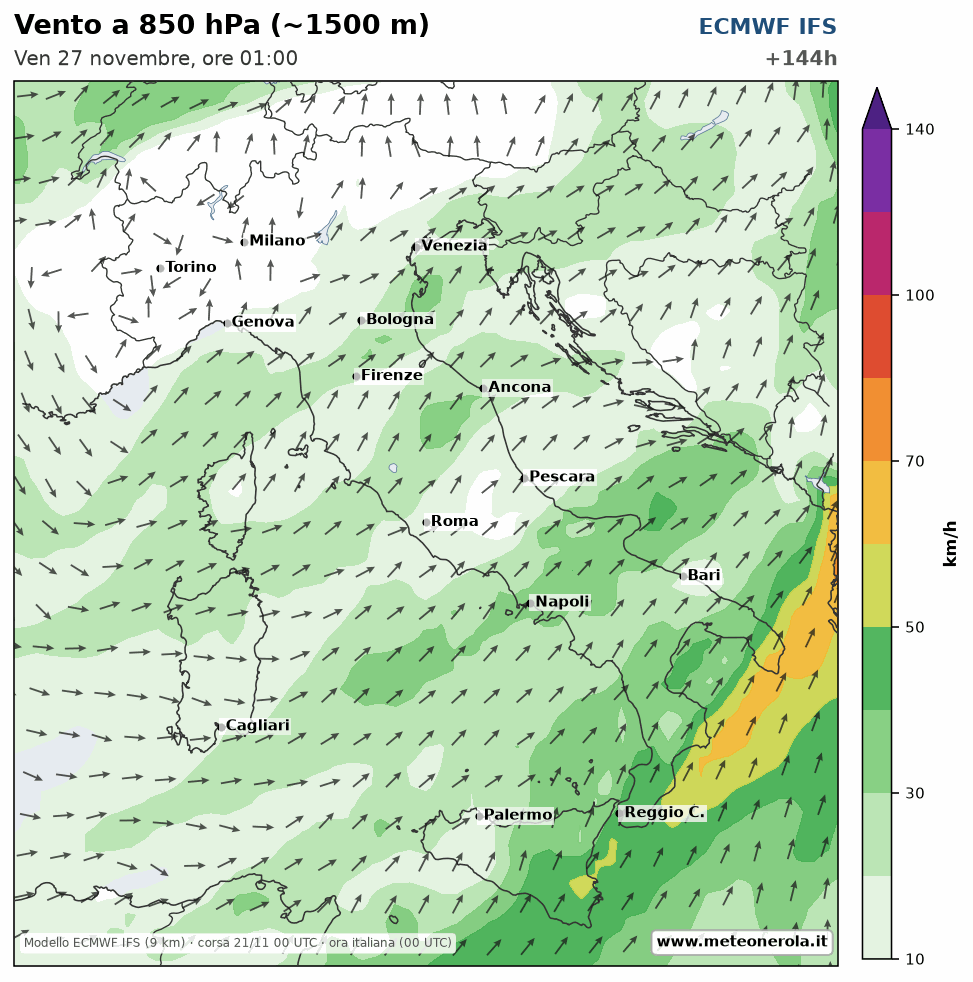 Vento a 850 hPa (~1500 m)
ECMWF IFS
Ven 27 novembre, ore 01:00
+144h
Milano
Venezia
Torino
Genova
Bologna
Firenze
Ancona
Pescara
Roma
Bari
Napoli
Cagliari
Palermo
Reggio C.
140
100
70
50
30
10
km/h
Modello ECMWF IFS (9 km) · corsa 21/11 00 UTC · ora italiana (00 UTC)
www.meteonerola.it